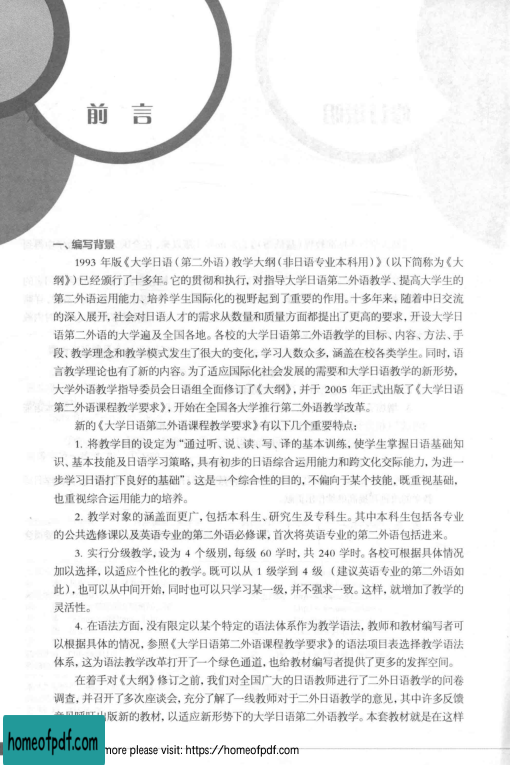 前 言
一、编写背景
1993 年版《大学日语（第二外语）教学大纲（非日语专业本科用）》（以下简称为《大
纲》）已经颁行了十多年。它的贯彻和执行，对指导大学日语第二外语教学、提高大学生的
第二外语运用能力、培养学生国际化的视野起到了重要的作用。十多年来，随着中日交流
的深入展开，社会对日语人才的需求从数量和质量方面都提出了更高的要求，开设大学日
语第二外语的大学遍及全国各地。各校的大学日语第二外语教学的目标、内容、方法、手
段、教学理念和教学模式发生了很大的变化，学习人数众多，涵盖在校各类学生。同时，语
言教学理论也有了新的内容。为了适应国际化社会发展的需要和大学日语教学的新形势，
大学外语教学指导委员会日语组全面修订了《大纲》，并于 2005 年正式出版了《大学日语
第二外语课程教学要求》，开始在全国各大学推行第二外语教学改革。
新的《大学日语第二外语课程教学要求》有以下几个重要特点：
1. 将教学目的设定为“通过听、说、读、写、译的基本训练，使学生掌握日语基础知
识、基本技能及日语学习策略，具有初步的日语综合运用能力和跨文化交际能力，为进一
步学习日语打下良好的基础”。这是一个综合性的目的，不偏向于某个技能，既重视基础，
也重视综合运用能力的培养。
2. 教学对象的涵盖面更广，包括本科生、研究生及专科生。其中本科生包括各专业
的公共选修课以及英语专业的第二外语必修课，首次将英语专业的第二外语包括进来。
3. 实行分级教学，设为 4 个级别，每级 60 学时，共 240 学时。各校可根据具体情况
加以选择，以适应个性化的教学。既可以从 1 级学到 4 级（建议英语专业的第二外语如
此），也可以从中间开始，同时也可以只学习某一级，并不强求一致。这样，就增加了教学的
灵活性。
4. 在语法方面，没有限定以某个特定的语法体系作为教学语法，教师和教材编写者可
以根据具体的情况，参照《大学日语第二外语课程教学要求》的语法项目表选择教学语法
体系，这为语法教学改革打开了一个绿色通道，也给教材编写者提供了更多的发挥空间。
在着手对《大纲》修订之前，我们对全国广大的日语教师进行了二外日语教学的问卷
调查，并召开了多次座谈会，充分了解了一线教师对于二外日语教学的意见，其中许多反馈
出版新的教材，以适应新形势下的大学日语第二外语教学。本套教材就是在这样
homeofpdf.com
more please visit: https://homeofpdf.com